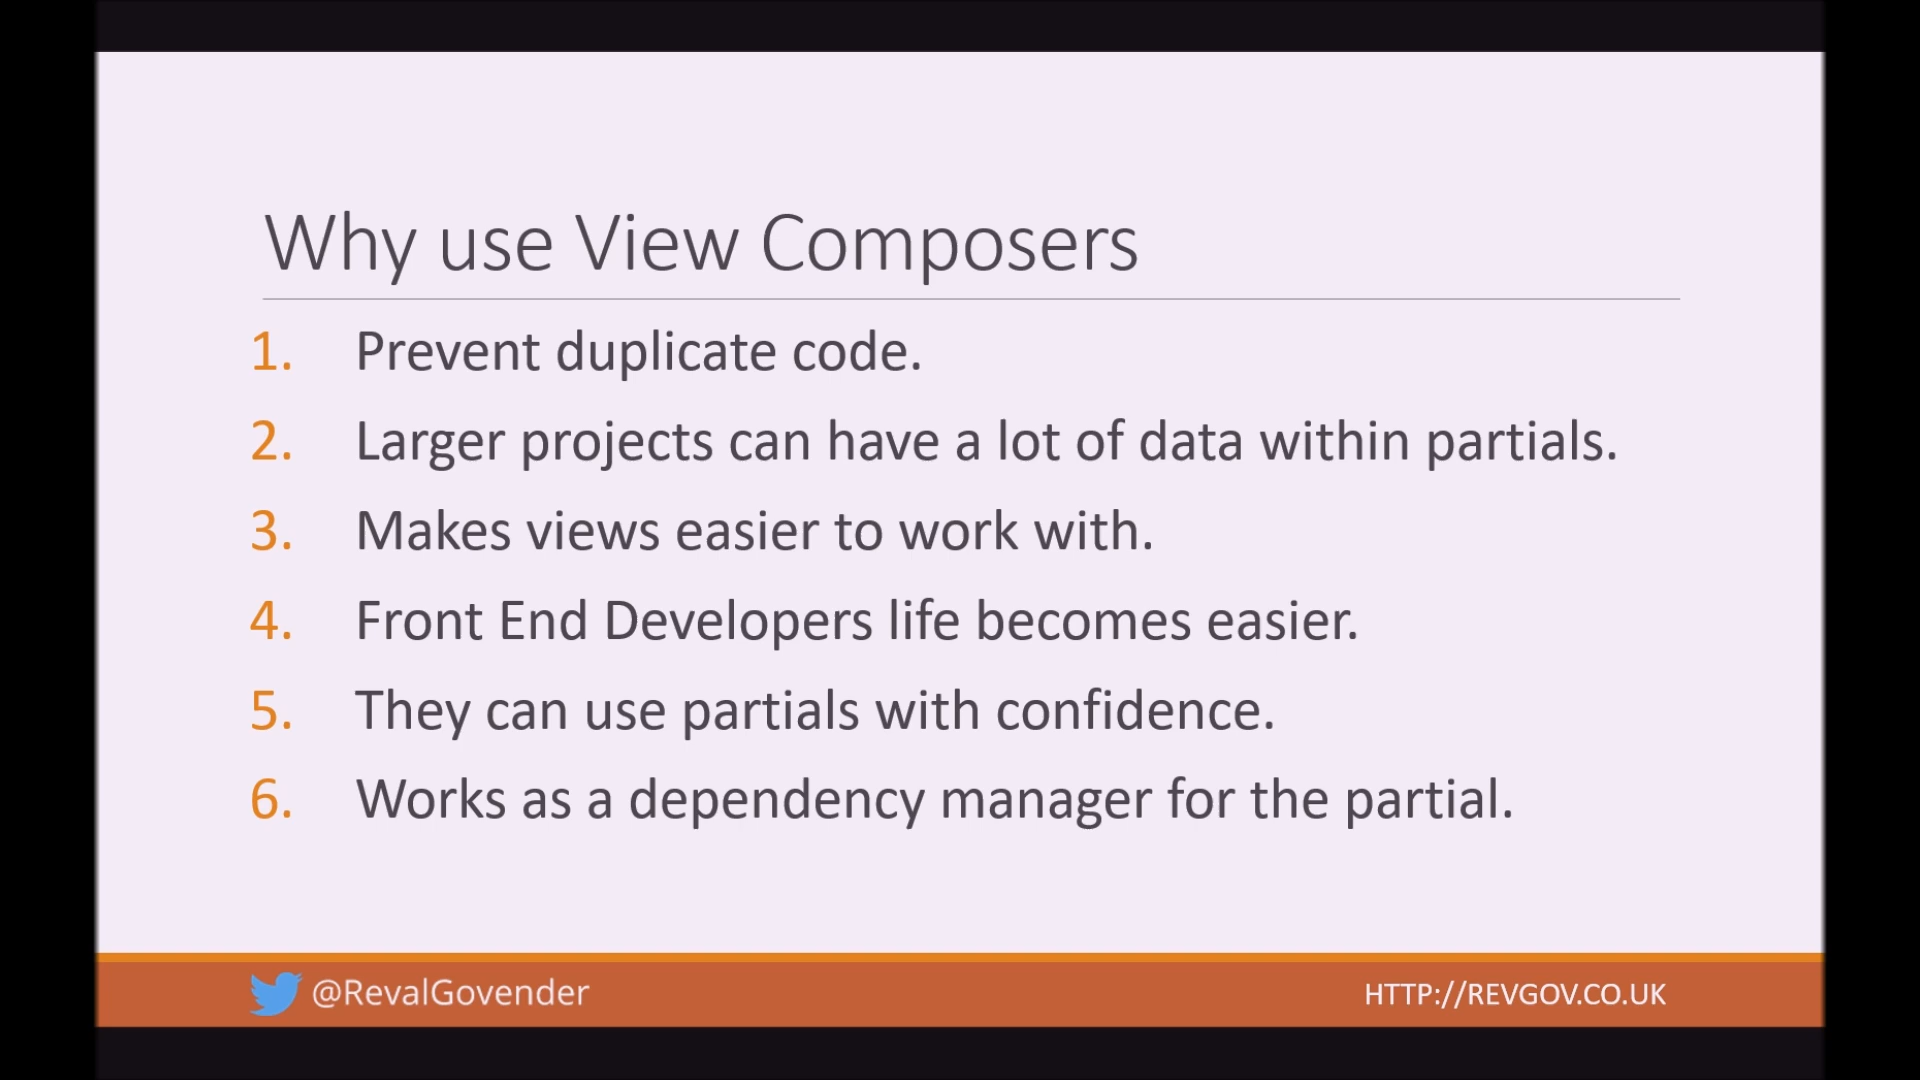 Why use View Composers
1. Prevent duplicate code.
2. Larger projects can have a lot of data within partials.
3. Makes views easier to work with.
4. Front End Developers life becomes easier.
5. They can use partials with confidence.
6. Works as a dependency manager for the partial.
@RevalGovender
HTTP://REVGOV.CO.UK